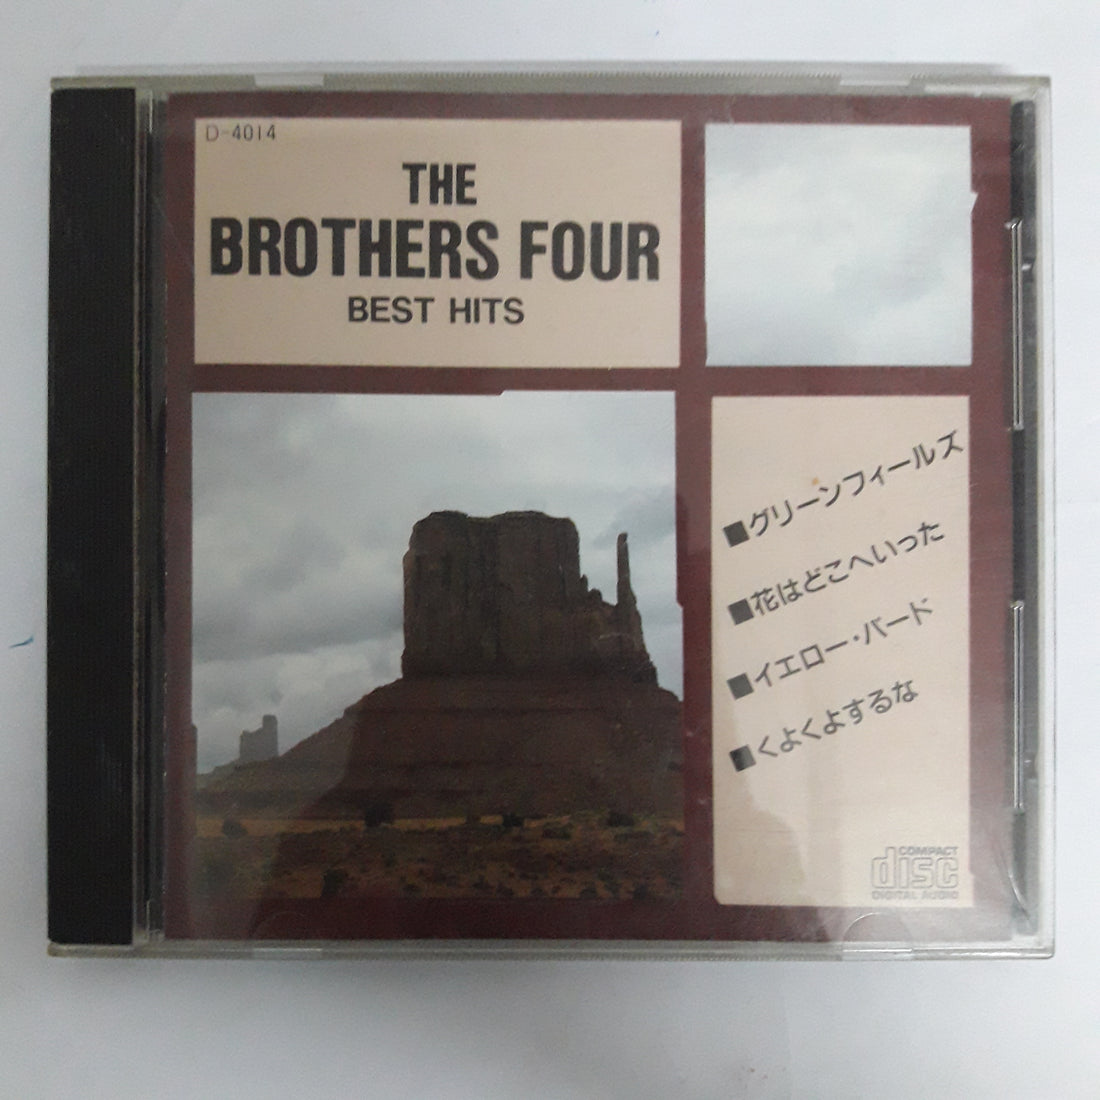 D-4014
THE
BROTHERS FOUR
BEST HITS
■グリーンフィールズ
■花はどこへいった
■イエロー・バード
■くよくよするな
COMPACT
disc
DIGITAL AUDIO